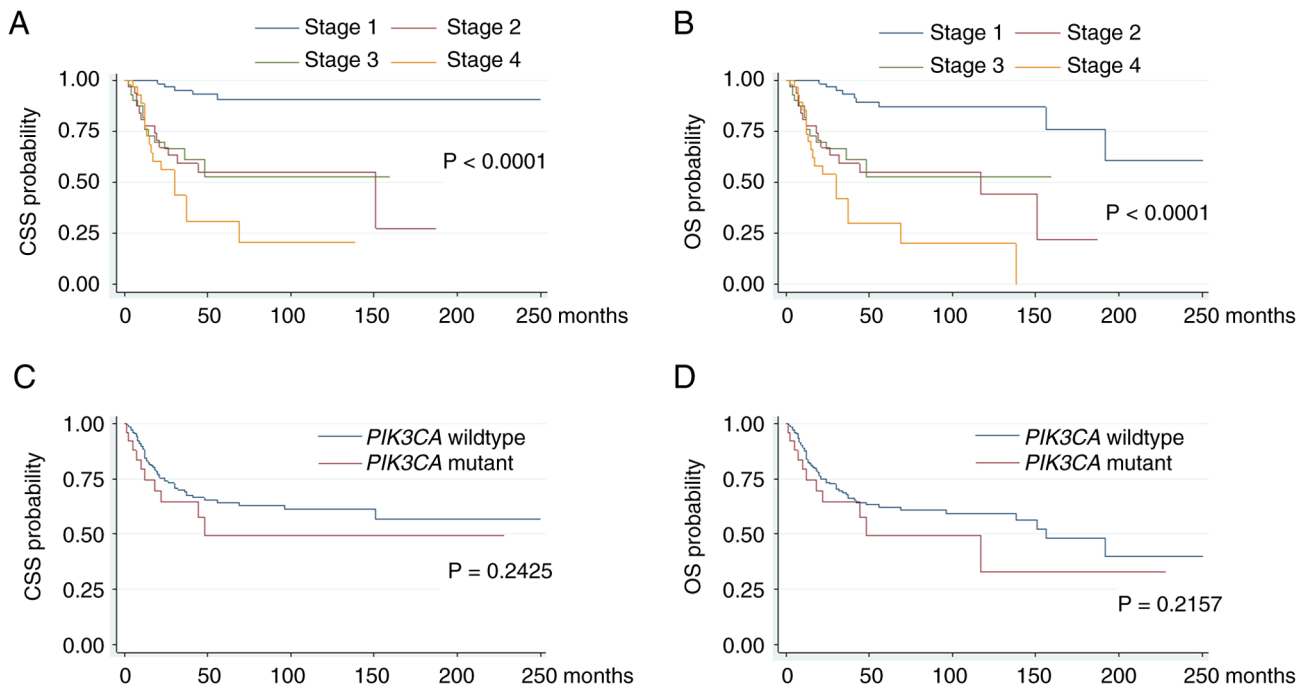 A
Stage 1 Stage 2
Stage 3 Stage 4
CSS probability
1.00
0.75
0.50
0.25
0.00
P < 0.0001
0 50 100 150 200 250 months
B
Stage 1 Stage 2
Stage 3 Stage 4
OS probability
1.00
0.75
0.50
0.25
0.00
P < 0.0001
0 50 100 150 200 250 months
C
CSS probability
1.00
0.75
0.50
0.25
0.00
PIK3CA wildtype
PIK3CA mutant
P = 0.2425
0 50 100 150 200 250 months
D
OS probability
1.00
0.75
0.50
0.25
0.00
PIK3CA wildtype
PIK3CA mutant
P = 0.2157
0 50 100 150 200 250 months